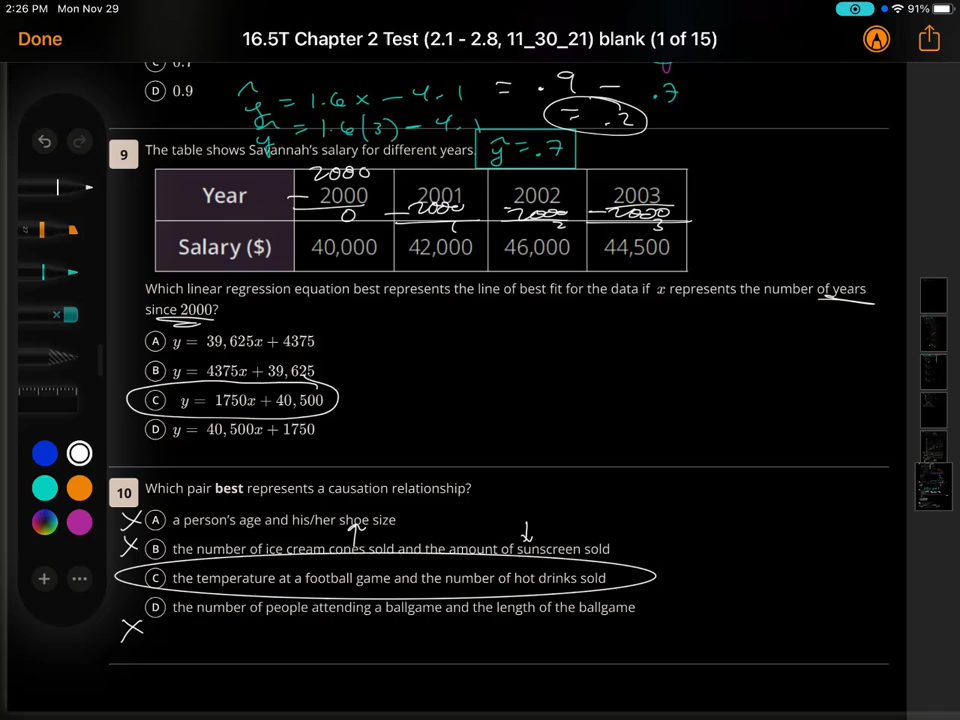 2:26 PM Mon Nov 29
91%
Done
16.5T Chapter 2 Test (2.1 - 2.8, 11_30_21) blank (1 of 15)
D 0.9
ŷ = 1.6x - 4.1
= .9 - .7
ŷ = 1.6(3) - 4.1
= .2
9 The table shows Savannah's salary for different years.
ŷ = .7
2000
Year 2000 2001 2002 2003
- 2000 - 2000 - 2000
0 1 2 3
Salary ($) 40,000 42,000 46,000 44,500
Which linear regression equation best represents the line of best fit for the data if x represents the number of years
since 2000?
A y = 39,625x + 4375
B y = 4375x + 39,625
C y = 1750x + 40,500
D y = 40,500x + 1750
10 Which pair best represents a causation relationship?
X A a person's age and his/her shoe size
X B the number of ice cream cones sold and the amount of sunscreen sold
C the temperature at a football game and the number of hot drinks sold
D the number of people attending a ballgame and the length of the ballgame
X